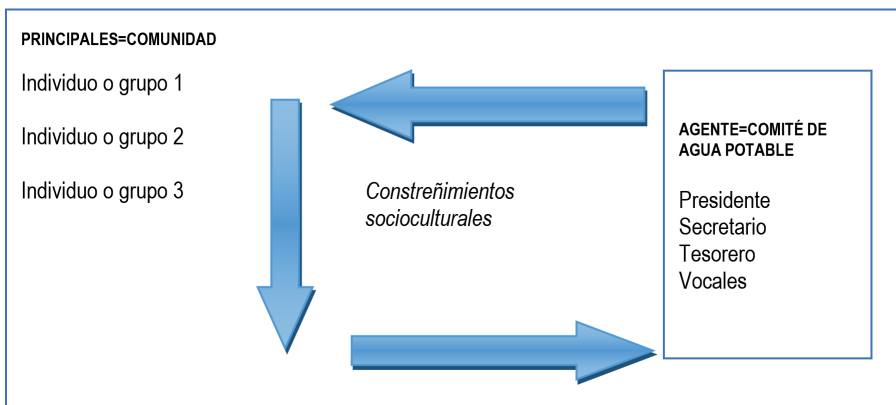 PRINCIPALES=COMUNIDAD
Individuo o grupo 1
Individuo o grupo 2
Individuo o grupo 3
Constreñimientos
socioculturales
AGENTE=COMITÉ DE
AGUA POTABLE
Presidente
Secretario
Tesorero
Vocales